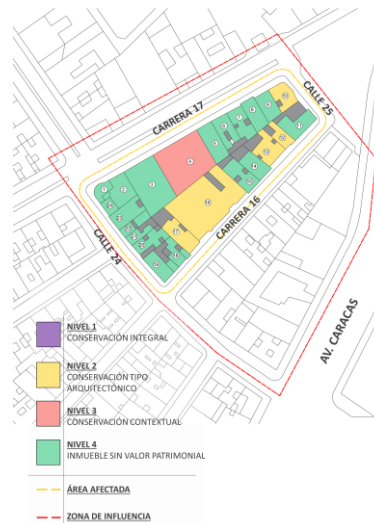 CARRERA 17
CALLE 25
CARRERA 16
CALLE 24
AV. CARACAS
NIVEL 1
CONSERVACIÓN INTEGRAL
NIVEL 2
CONSERVACIÓN TIPO
ARQUITECTÓNICO
NIVEL 3
CONSERVACIÓN CONTEXTUAL
NIVEL 4
INMUEBLE SIN VALOR PATRIMONIAL
ÁREA AFECTADA
ZONA DE INFLUENCIA